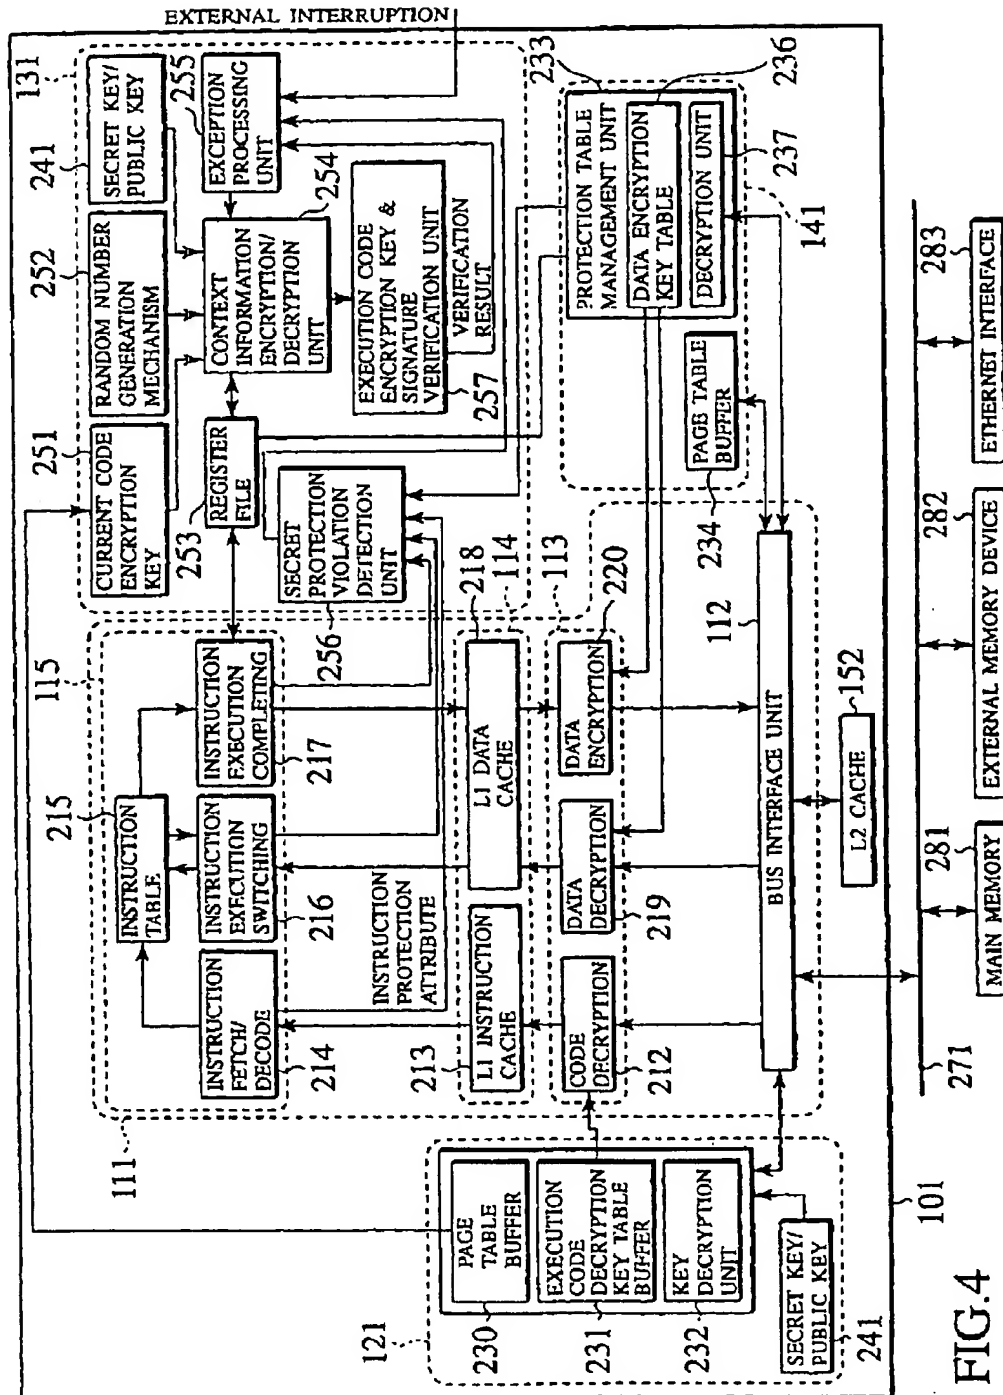 EXTERNAL INTERRUPTION
131
241
SECRET KEY/
PUBLIC KEY
255
EXCEPTION
PROCESSING
UNIT
252
RANDOM NUMBER
GENERATION
MECHANISM
254
CONTEXT
INFORMATION
ENCRYPTION/
DECRYPTION
UNIT
EXECUTION CODE
ENCRYPTION KEY &
SIGNATURE
VERIFICATION UNIT
257
VERIFICATION
RESULT
251
CURRENT CODE
ENCRYPTION
KEY
253
REGISTER
FILE
SECRET
PROTECTION
VIOLATION
DETECTION
UNIT
256
233
236
PROTECTION TABLE
MANAGEMENT UNIT
DATA ENCRYPTION
KEY TABLE
DECRYPTION UNIT
237
141
PAGE TABLE
BUFFER
234
115
215
INSTRUCTION
TABLE
INSTRUCTION
EXECUTION
COMPLETING
217
INSTRUCTION
EXECUTION
SWITCHING
216
INSTRUCTION
FETCH/
DECODE
214
INSTRUCTION
PROTECTION
ATTRIBUTE
111
218
114
L1 DATA
CACHE
L1 INSTRUCTION
CACHE
213
113
220
DATA
ENCRYPTION
DATA
DECRYPTION
219
CODE
DECRYPTION
212
112
BUS INTERFACE UNIT
152
L2 CACHE
121
PAGE
TABLE
BUFFER
230
EXECUTION
CODE
DECRYPTION
KEY TABLE
BUFFER
231
KEY
DECRYPTION
UNIT
232
SECRET KEY/
PUBLIC KEY
241
101
271
281
MAIN MEMORY
282
EXTERNAL MEMORY DEVICE
283
ETHERNET INTERFACE
FIG.4